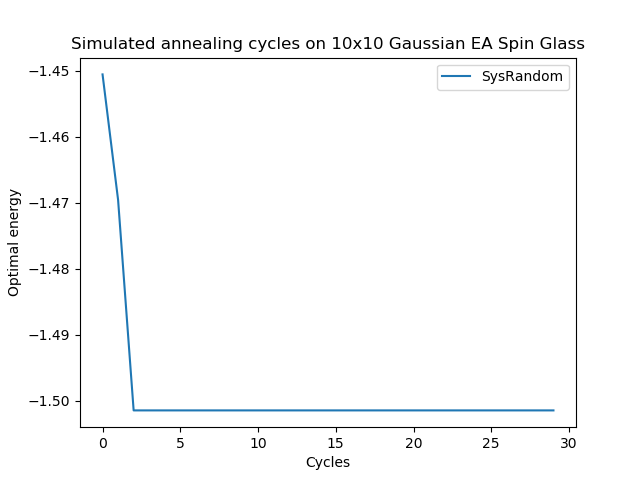 Simulated annealing cycles on 10x10 Gaussian EA Spin Glass
SysRandom
Optimal energy
−1.45
−1.46
−1.47
−1.48
−1.49
−1.50
0 5 10 15 20 25 30
Cycles